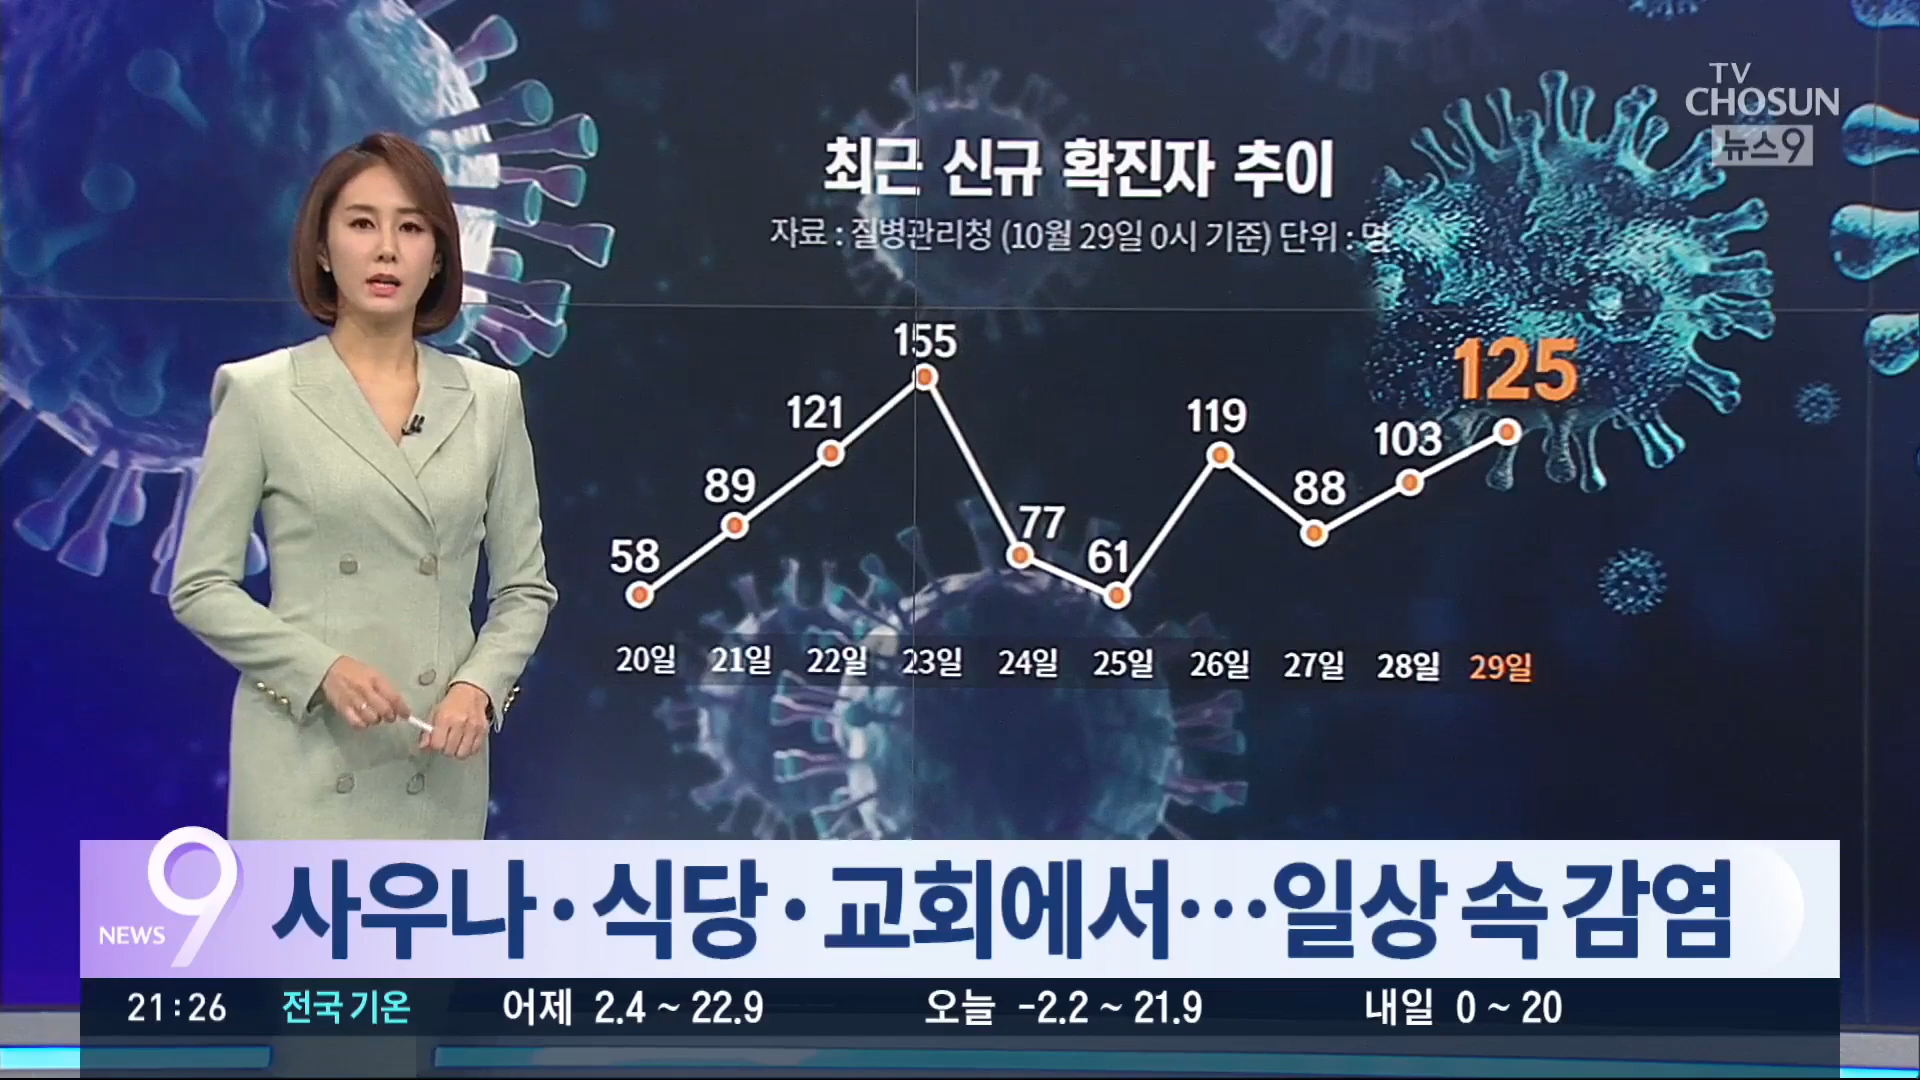 TV
CHOSUN
뉴스9
최근 신규 확진자 추이
자료 : 질병관리청 (10월 29일 0시 기준) 단위 : 명
58
89
121
155
77
61
119
88
103
125
20일 21일 22일 23일 24일 25일 26일 27일 28일 29일
NEWS 9
사우나·식당·교회에서…일상 속 감염
21:26 전국 기온 어제 2.4 ~ 22.9 오늘 -2.2 ~ 21.9 내일 0 ~ 20